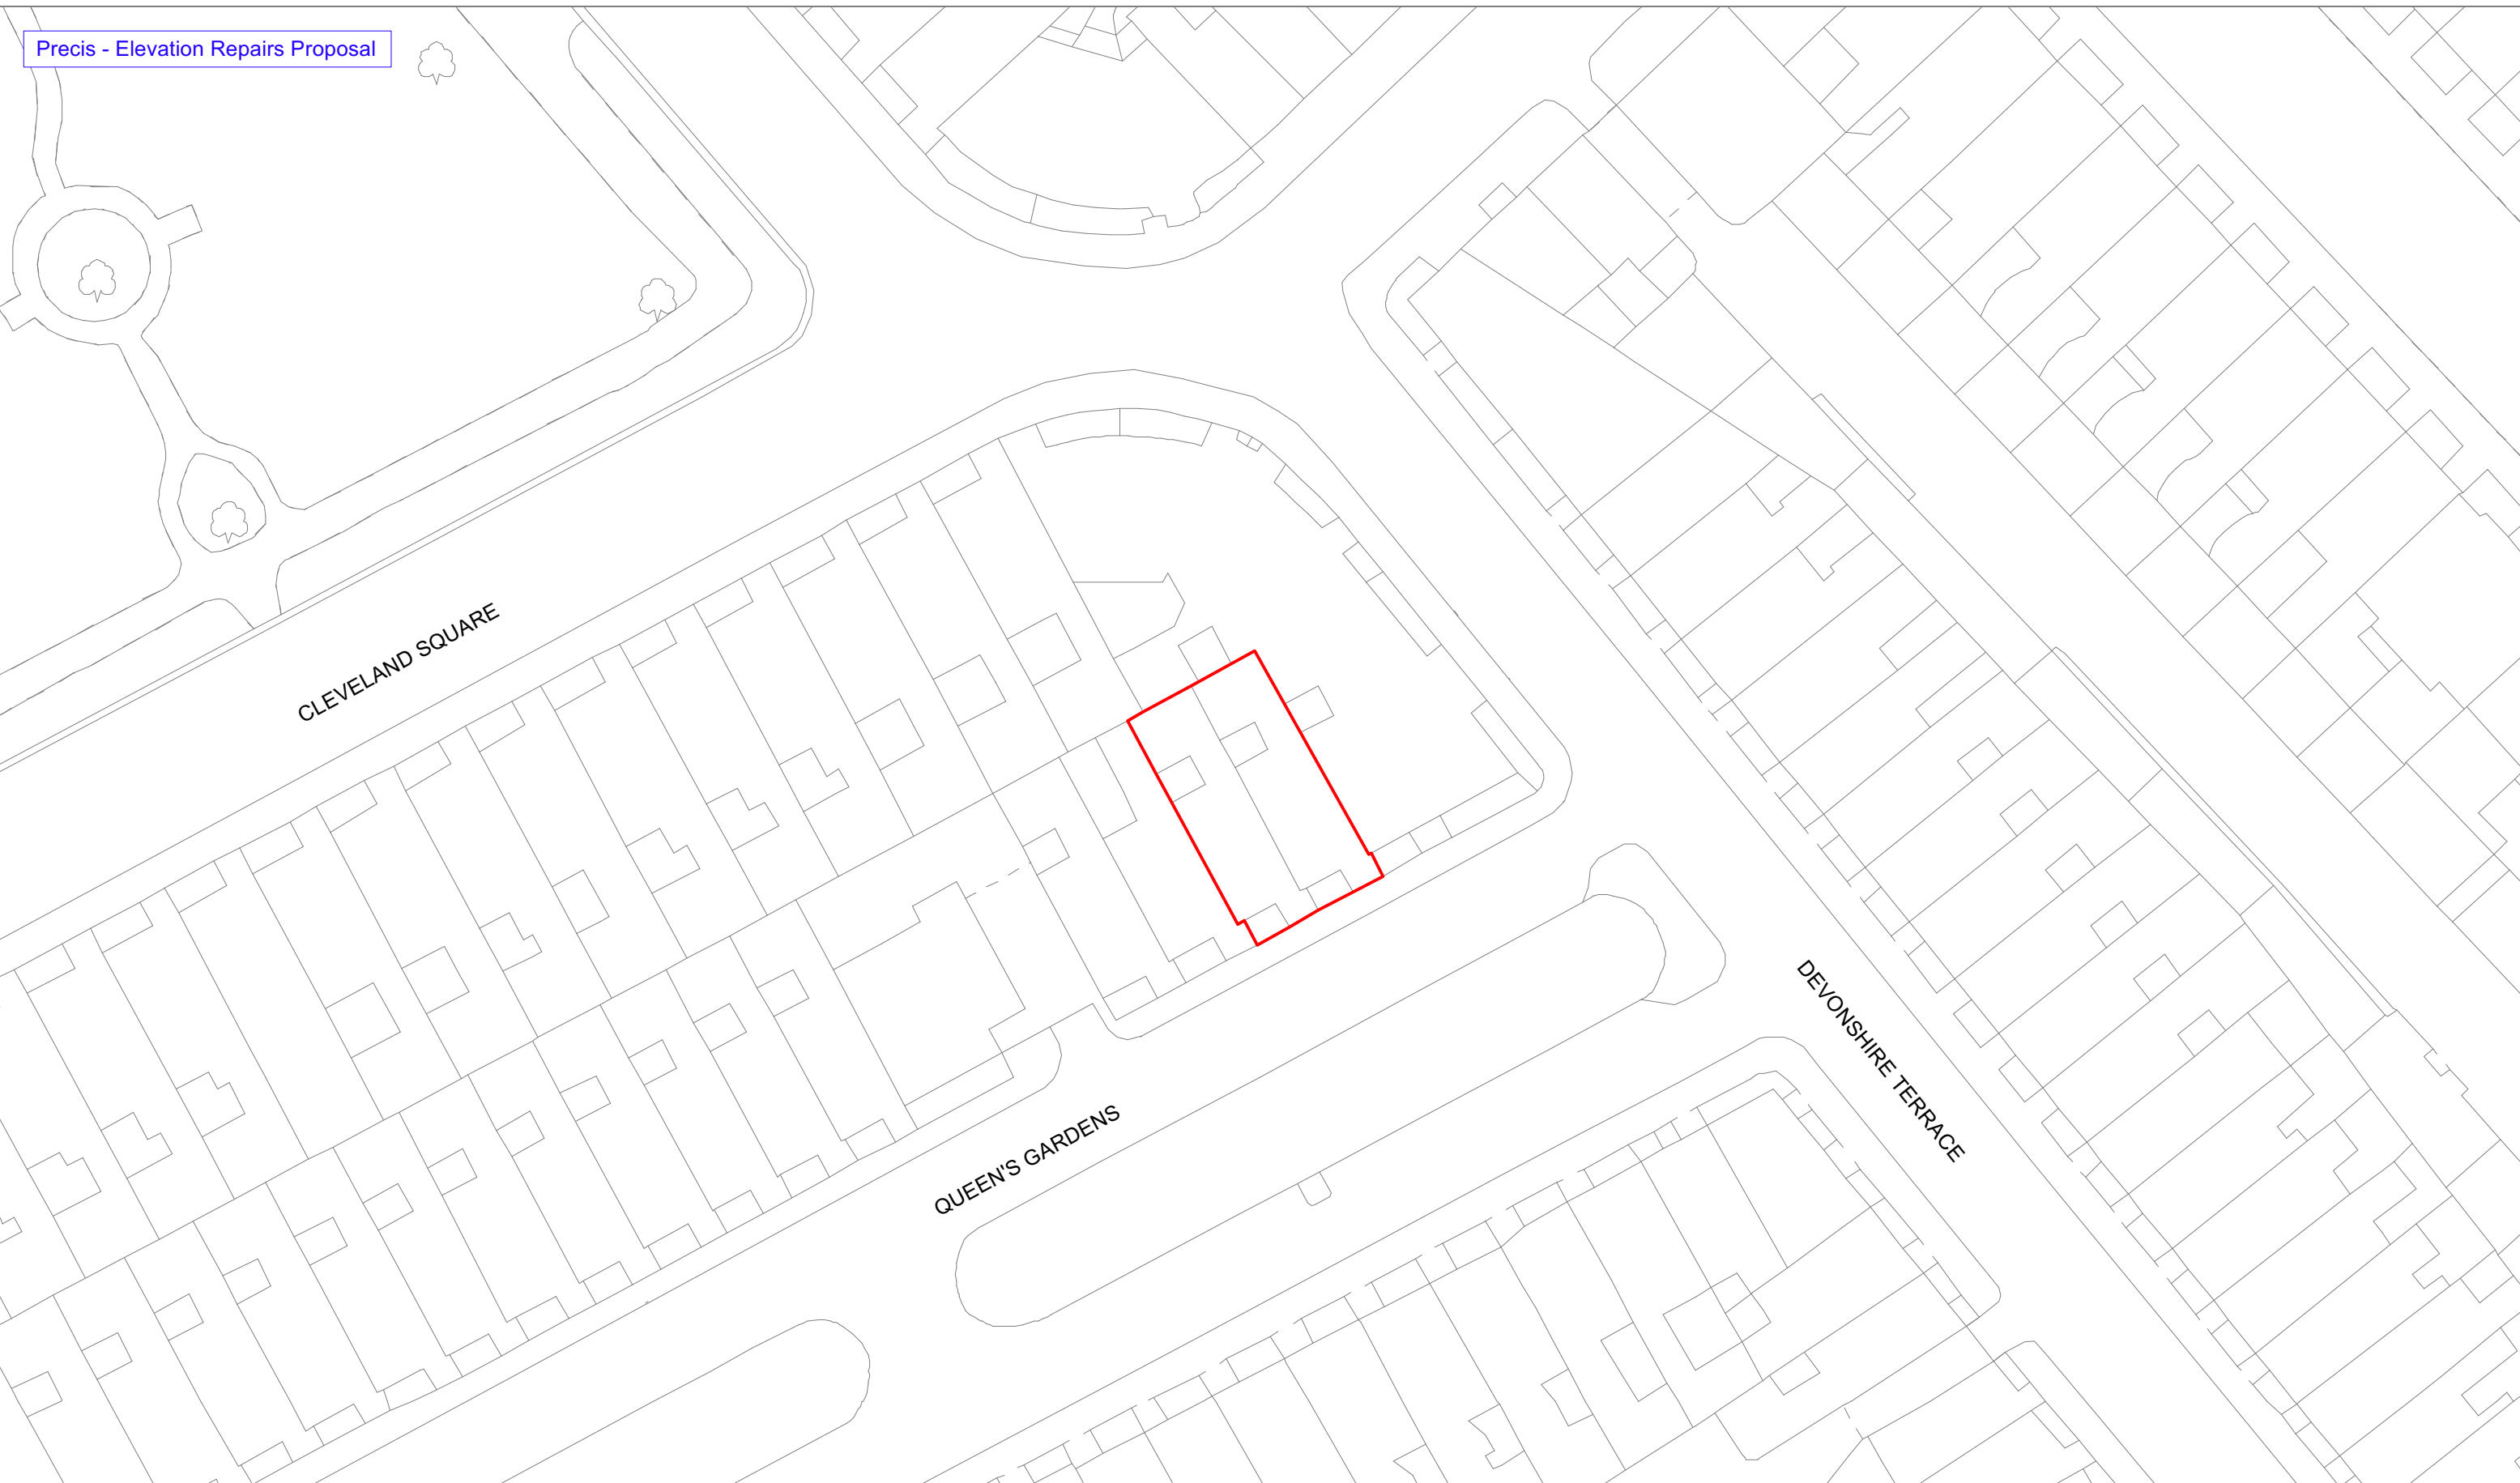 Precis - Elevation Repairs Proposal
CLEVELAND SQUARE
QUEEN'S GARDENS
DEVONSHIRE TERRACE